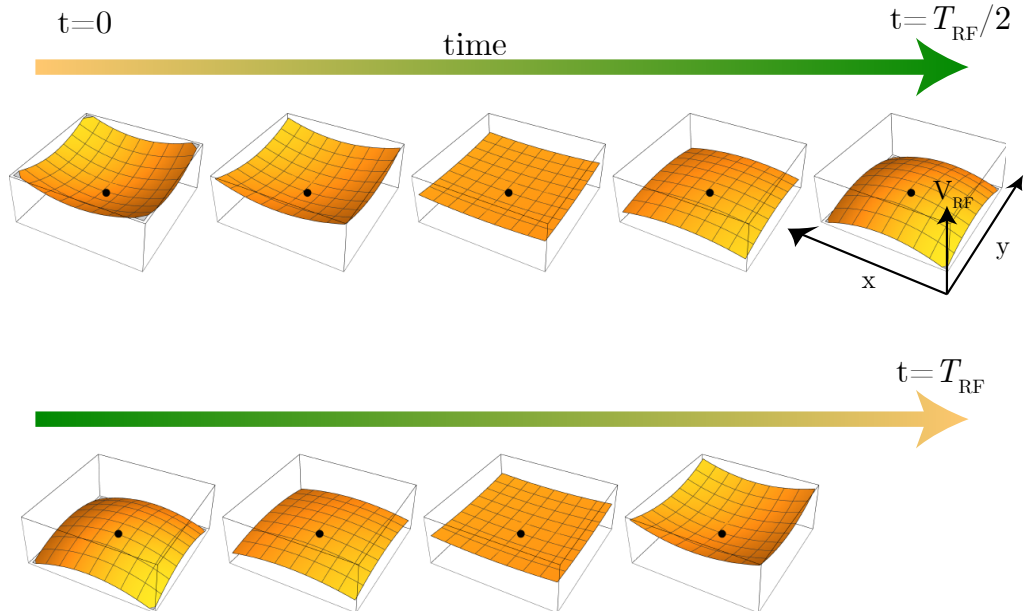 t=0
t= T_RF/2
time
V_RF
x
y
t= T_RF